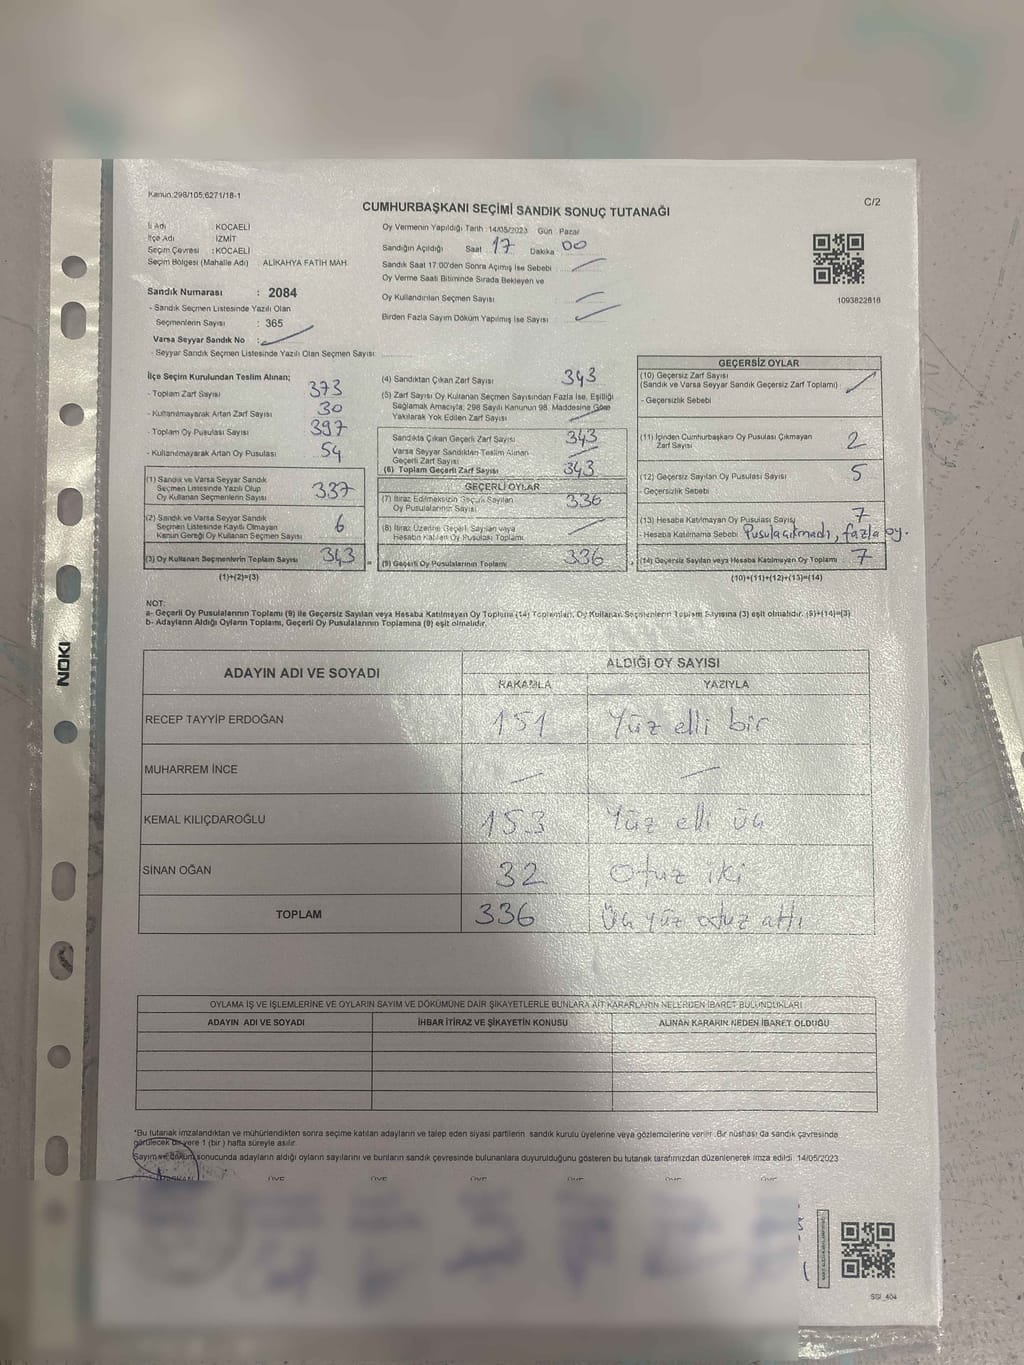 Kanun:298/105,6271/18-1
C/2
CUMHURBAŞKANI SEÇİMİ SANDIK SONUÇ TUTANAĞI
İl Adı : KOCAELİ
İlçe Adı : İZMİT
Seçim Çevresi : KOCAELİ
Seçim Bölgesi (Mahalle Adı) : ALİKAHYA FATİH MAH.
Sandık Numarası : 2084
- Sandık Seçmen Listesinde Yazılı Olan
Seçmenlerin Sayısı : 365
Varsa Seyyar Sandık No :
- Seyyar Sandık Seçmen Listesinde Yazılı Olan Seçmen Sayısı:
Oy Vermenin Yapıldığı Tarih : 14/05/2023 Gün : Pazar
Sandığın Açıldığı Saat 17 Dakika 00
Sandık Saat 17:00'den Sonra Açımış İse Sebebi
Oy Verme Saati Bitiminde Sırada Bekleyen ve
Oy Kullandırılan Seçmen Sayısı
Birden Fazla Sayım Döküm Yapılmış İse Sayısı
1093822616
İlçe Seçim Kurulundan Teslim Alınan;
- Toplam Zarf Sayısı 373
- Kullanılmayarak Artan Zarf Sayısı 30
- Toplam Oy Pusulası Sayısı 397
- Kullanılmayarak Artan Oy Pusulası 54
(1) Sandık ve Varsa Seyyar Sandık
Seçmen Listesinde Yazılı Olup
Oy Kullanan Seçmenlerin Sayısı 337
(2) Sandık ve Varsa Seyyar Sandık
Seçmen Listesinde Kayıtlı Olmayan
Kanun Gereği Oy Kullanan Seçmen Sayısı 6
(3) Oy Kullanan Seçmenlerin Toplam Sayısı 343
(1)+(2)=(3)
(4) Sandıktan Çıkan Zarf Sayısı 343
(5) Zarf Sayısı Oy Kullanan Seçmen Sayısından Fazla İse, Eşitliği
Sağlamak Amacıyla; 298 Sayılı Kanunun 98. Maddesine Göre
Yakılarak Yok Edilen Zarf Sayısı
Sandıkta Çıkan Geçerli Zarf Sayısı 343
Varsa Seyyar Sandıktan Teslim Alınan
Geçerli Zarf Sayısı
(6) Toplam Geçerli Zarf Sayısı 343
GEÇERLİ OYLAR
(7) İtiraz Edilmeksizin Geçerli Sayılan
Oy Pusulalarının Sayısı 336
(8) İtiraz Üzerine Geçerli Sayılan veya
Hesaba Katılan Oy Pusulası Toplamı
(9) Geçerli Oy Pusulalarının Toplamı 336
GEÇERSİZ OYLAR
(10) Geçersiz Zarf Sayısı
(Sandık ve Varsa Seyyar Sandık Geçersiz Zarf Toplamı)
- Geçersizlik Sebebi
(11) İçinden Cumhurbaşkanı Oy Pusulası Çıkmayan
Zarf Sayısı 2
(12) Geçersiz Sayılan Oy Pusulası Sayısı 5
Geçersizlik Sebebi
(13) Hesaba Katılmayan Oy Pusulası Sayısı 7
- Hesaba Katılmama Sebebi Pusula çıkmadı, fazla oy.
(14) Geçersiz Sayılan veya Hesaba Katılmayan Oy Toplamı 7
(10)+(11)+(12)+(13)=(14)
NOT:
a- Geçerli Oy Pusulalarının Toplamı (9) ile Geçersiz Sayılan veya Hesaba Katılmayan Oy Toplamı (14) Toplamları, Oy Kullanan Seçmenlerin Toplam Sayısına (3) eşit olmalıdır. (9)+(14)=(3)
b- Adayların Aldığı Oyların Toplamı, Geçerli Oy Pusulalarının Toplamına (9) eşit olmalıdır.
ADAYIN ADI VE SOYADI
ALDIĞI OY SAYISI
RAKAMLA YAZIYLA
RECEP TAYYİP ERDOĞAN 151 Yüz elli bir
MUHARREM İNCE
KEMAL KILIÇDAROĞLU 153 Yüz elli üç
SİNAN OĞAN 32 Otuz iki
TOPLAM 336 Üç yüz otuz altı
OYLAMA İŞ VE İŞLEMLERİNE VE OYLARIN SAYIM VE DÖKÜMÜNE DAİR ŞİKAYETLERLE BUNLARA AİT KARARLARIN NELERDEN İBARET BULUNDUKLARI
ADAYIN ADI VE SOYADI İHBAR İTİRAZ VE ŞİKAYETİN KONUSU ALINAN KARARIN NEDEN İBARET OLDUĞU
*Bu tutanak imzalandıktan ve mühürlendikten sonra seçime katılan adayların ve talep eden siyasi partilerin sandık kurulu üyelerine veya gözlemcilerine verilir. Bir nüshası da sandık çevresinde
görülecek bir yere 1 (bir) hafta süreyle asılır.
Sayım ve döküm sonucunda adayların aldığı oyların sayılarını ve bunların sandık çevresinde bulunanlara duyurulduğunu gösteren bu tutanak tarafımızdan düzenlenerek imza edildi. 14/05/2023
NOKI
SGI_404